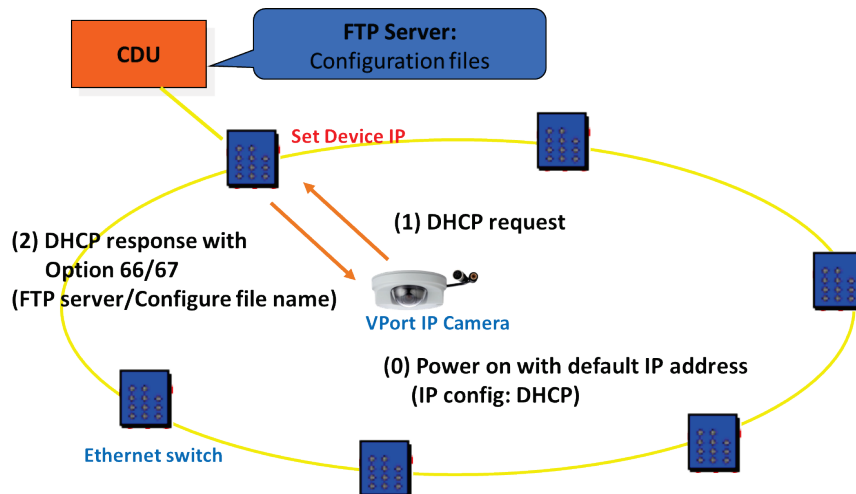 CDU
FTP Server:
Configuration files
Set Device IP
(1) DHCP request
(2) DHCP response with
Option 66/67
(FTP server/Configure file name)
VPort IP Camera
(0) Power on with default IP address
(IP config: DHCP)
Ethernet switch